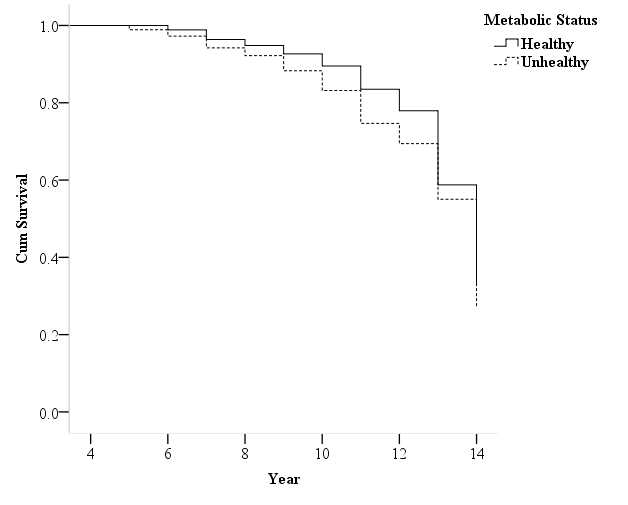 Metabolic Status
Healthy
Unhealthy
Cum Survival
1.0
0.8
0.6
0.4
0.2
0.0
4 6 8 10 12 14
Year